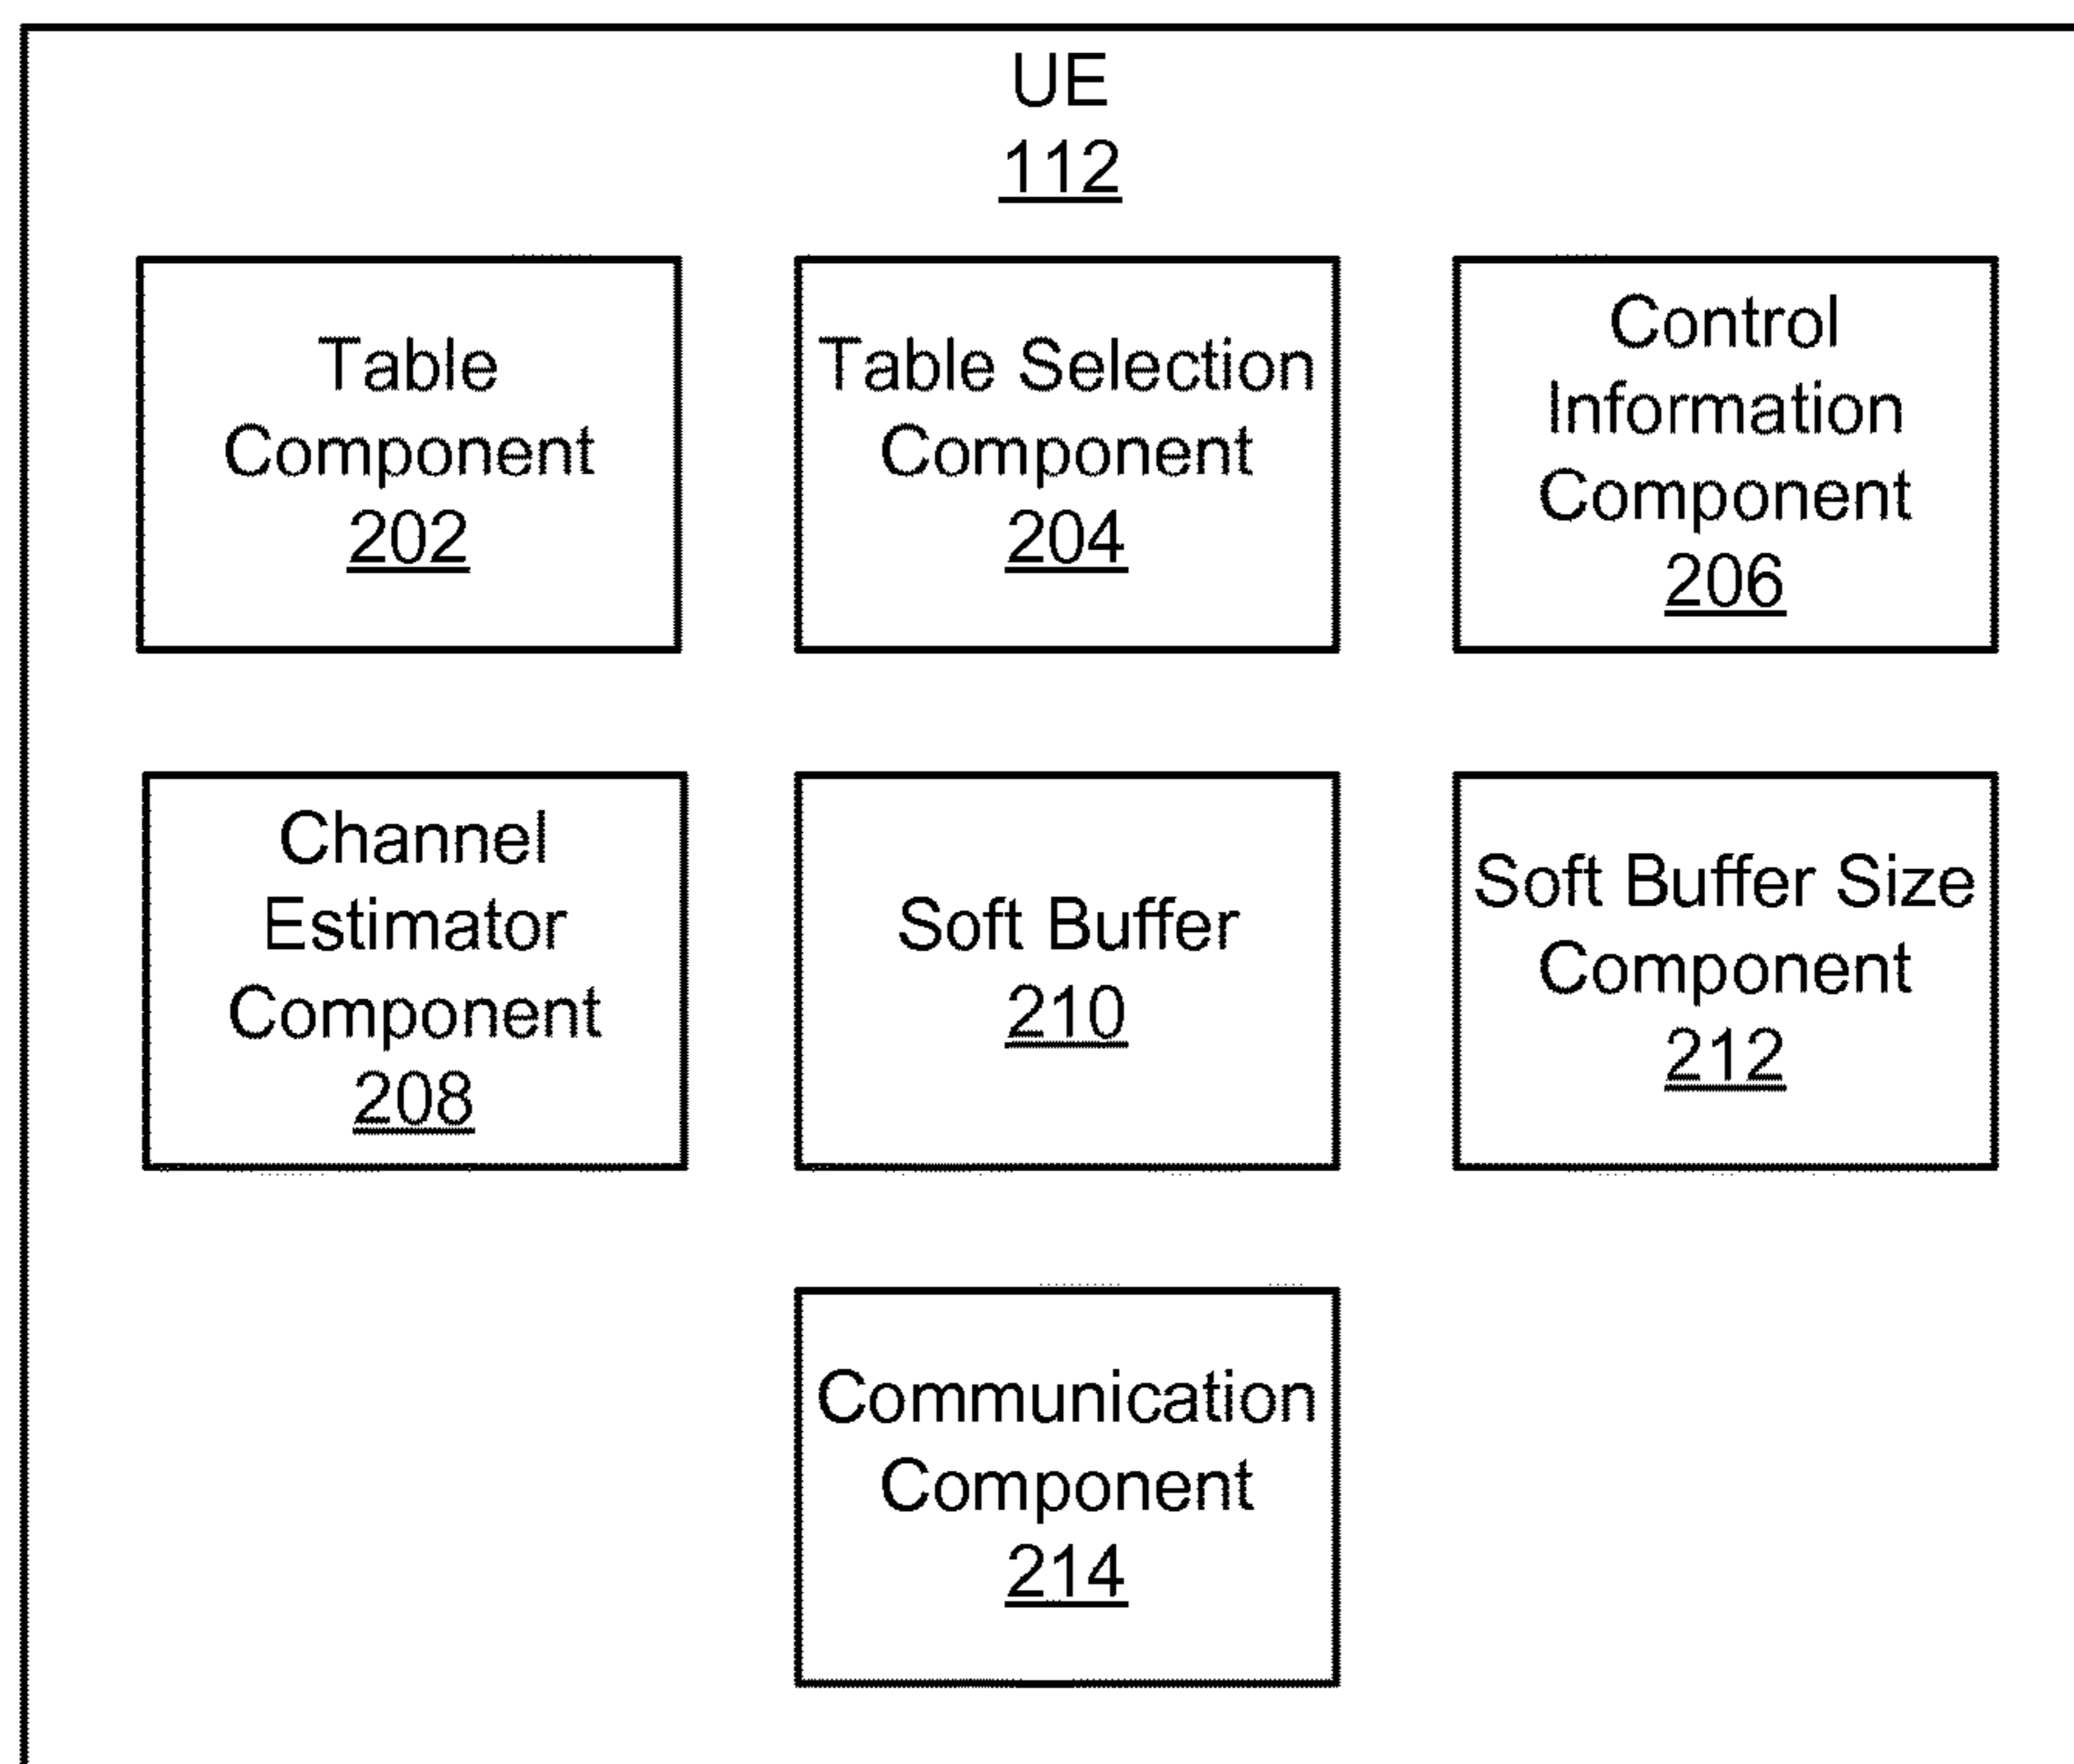 UE
112
Table
Component
202
Table Selection
Component
204
Control
Information
Component
206
Channel
Estimator
Component
208
Soft Buffer
210
Soft Buffer Size
Component
212
Communication
Component
214